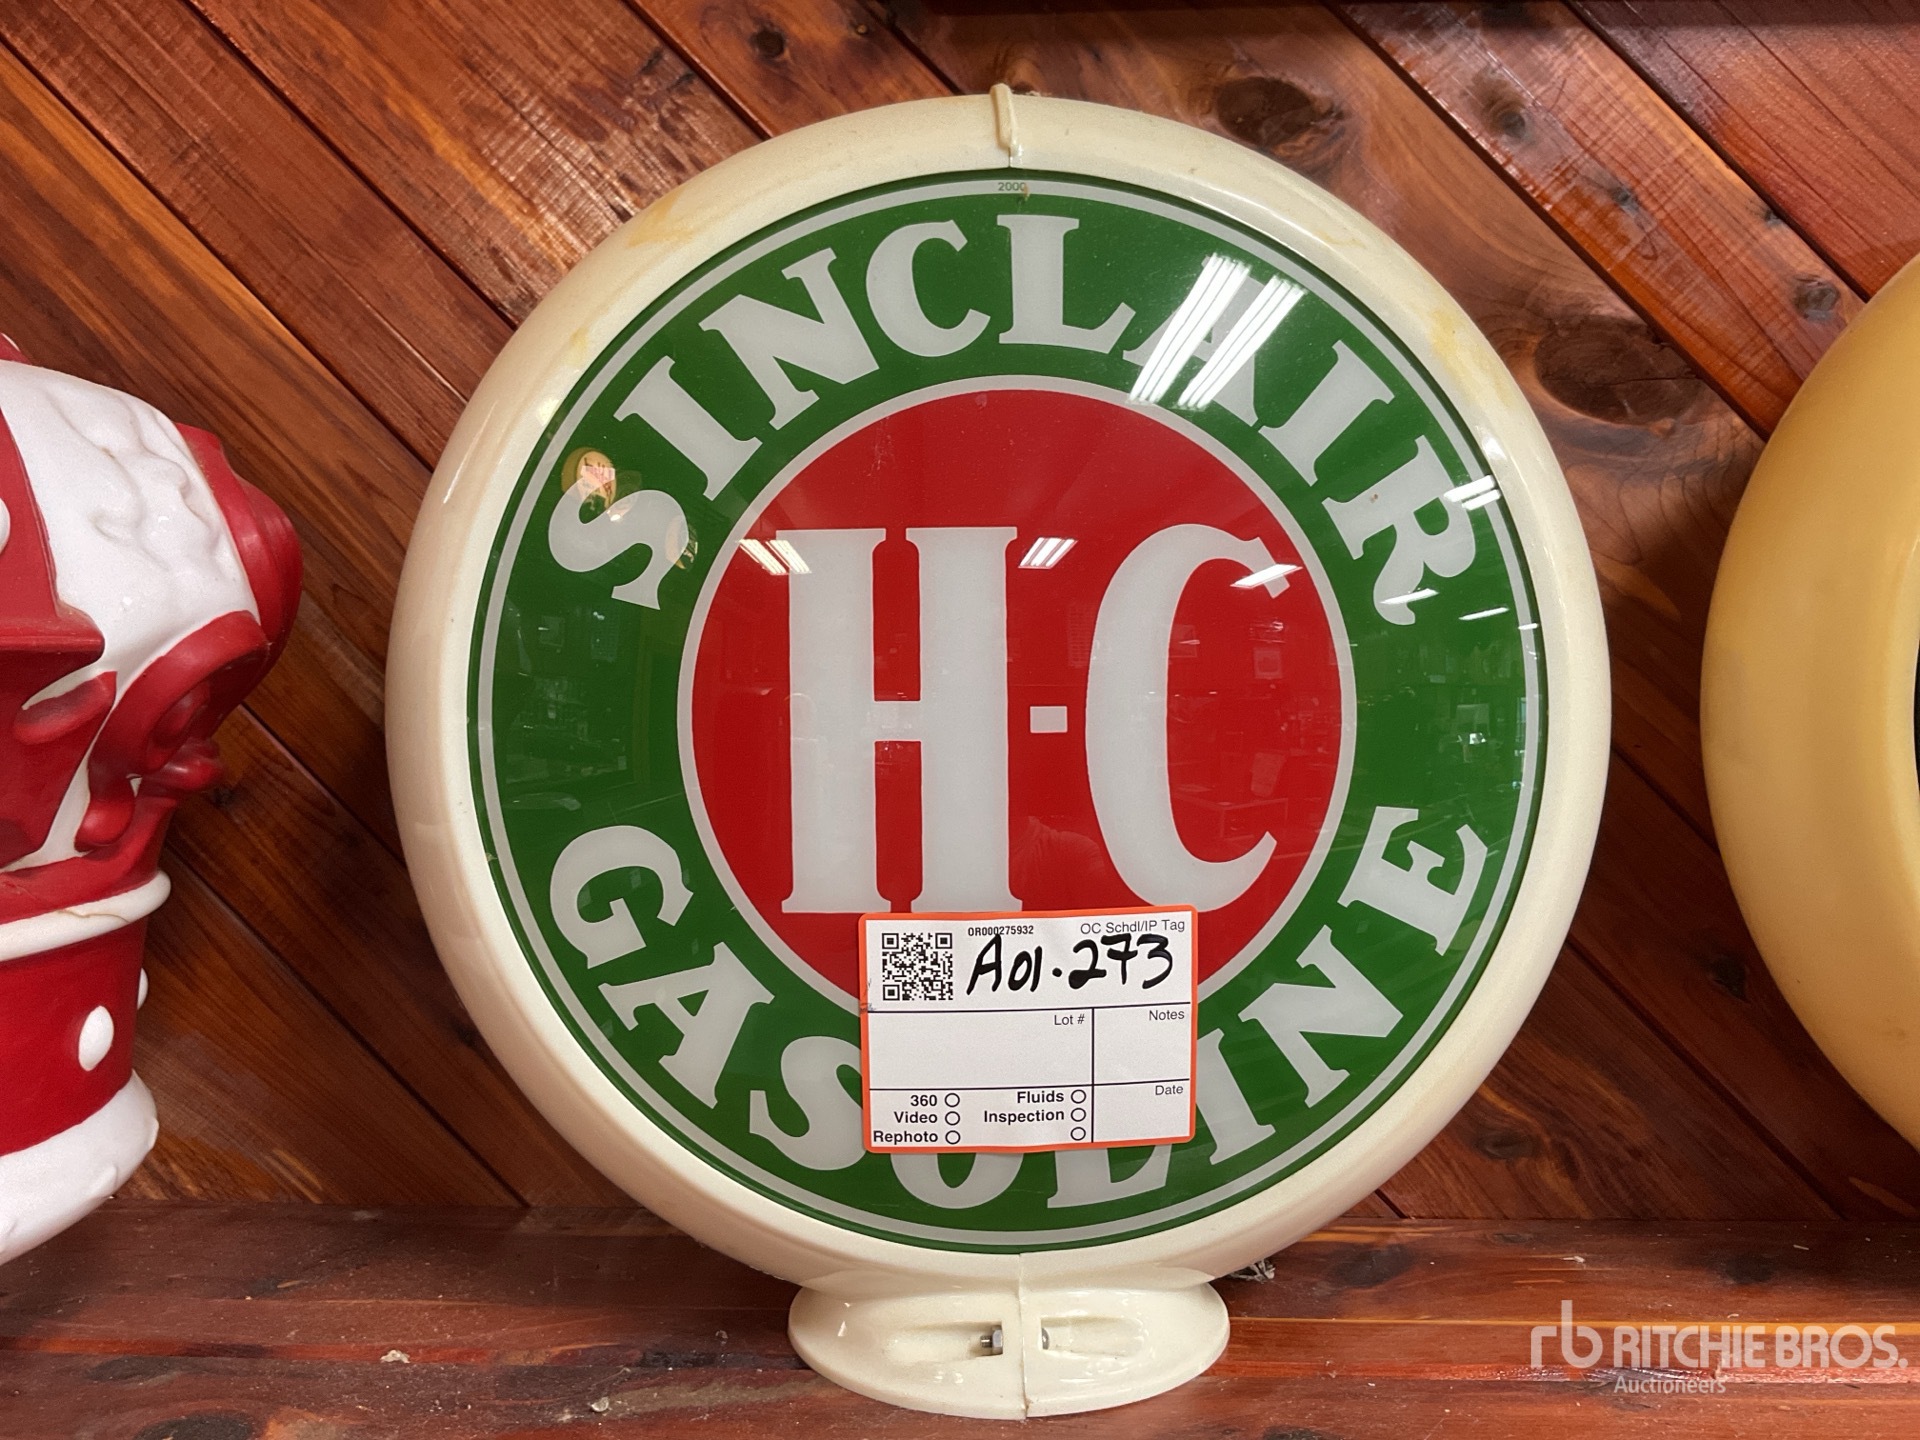 2000
SINCLAIR
H-C
GASOLINE
OR000275932 OC Schdl/IP Tag
A01-273
Lot # Notes
360 Fluids Date
Video Inspection
Rephoto
rb RITCHIE BROS.
Auctioneers